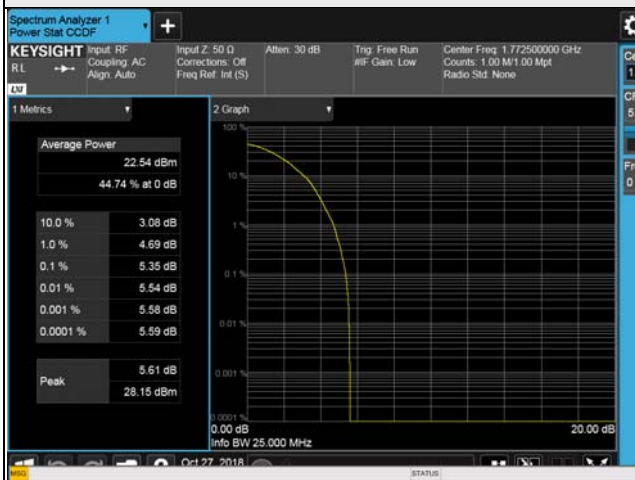 Spectrum Analyzer 1
Power Stat CCDF
KEYSIGHT
RL
LXI
Input: RF
Coupling: AC
Align: Auto
Input Z: 50 Ω
Corrections: Off
Freq Ref: Int (S)
Atten: 30 dB
Trig: Free Run
#IF Gain: Low
Center Freq: 1.772500000 GHz
Counts: 1.00 M/1.00 Mpt
Radio Std: None
1 Metrics
Average Power
22.54 dBm
44.74 % at 0 dB
10.0 % 3.08 dB
1.0 % 4.69 dB
0.1 % 5.35 dB
0.01 % 5.54 dB
0.001 % 5.58 dB
0.0001 % 5.59 dB
Peak
5.61 dB
28.15 dBm
2 Graph
100 %
10 %
1 %
0.1 %
0.01 %
0.001 %
0.0001 %
0.00 dB 20.00 dB
Info BW 25.000 MHz
Oct 27, 2018
MSG STATUS